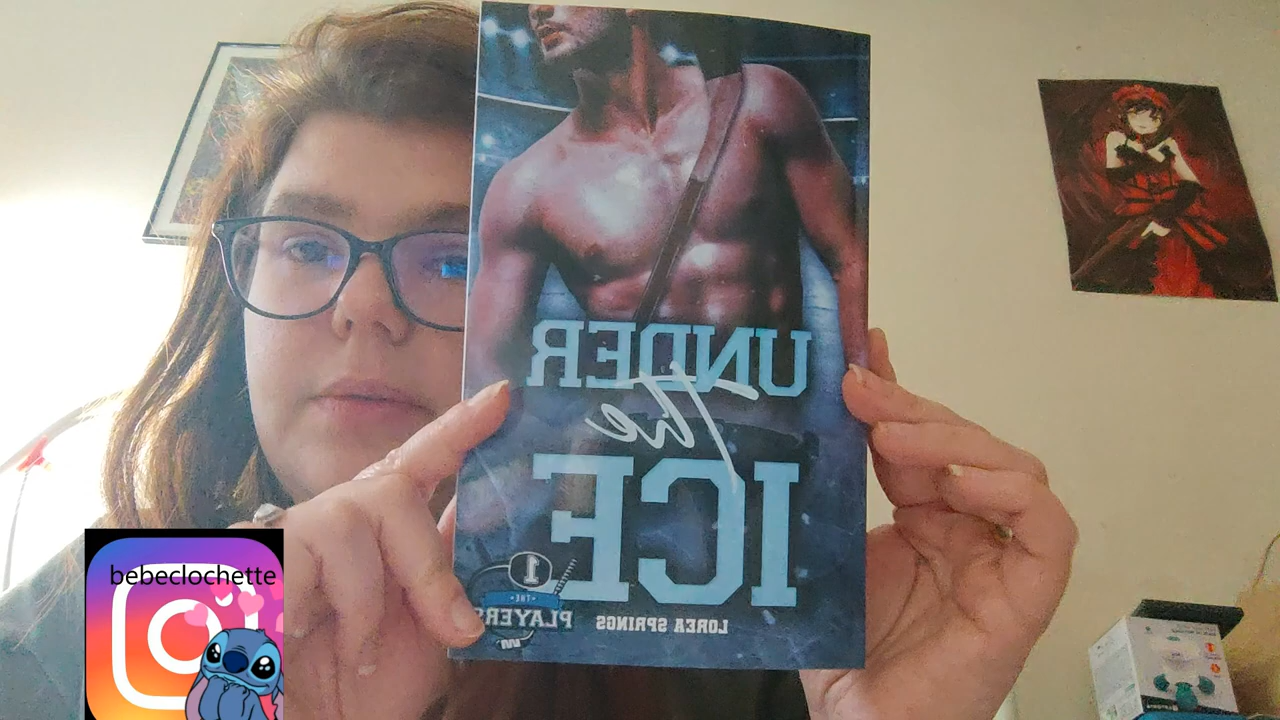 UNDER
The
ICE
1
THE
PLAYERS
LOREA SPRINGS
bebeclochette